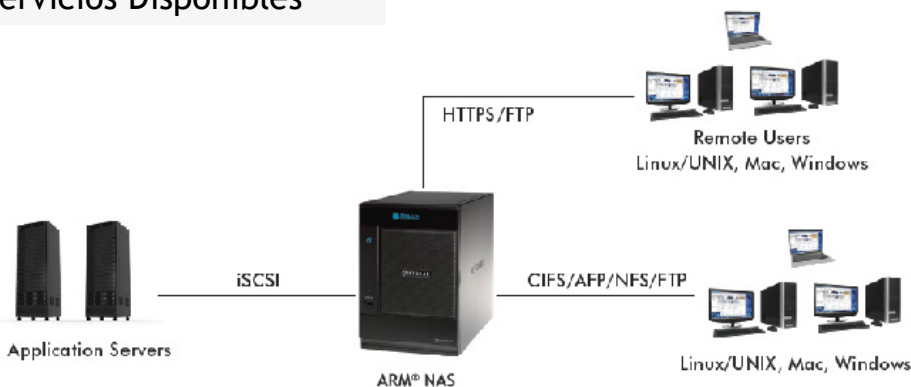 ervicios Disponibles
HTTPS/FTP
Remote Users
Linux/UNIX, Mac, Windows
iSCSI
CIFS/AFP/NFS/FTP
Application Servers
ARM® NAS
Linux/UNIX, Mac, Windows